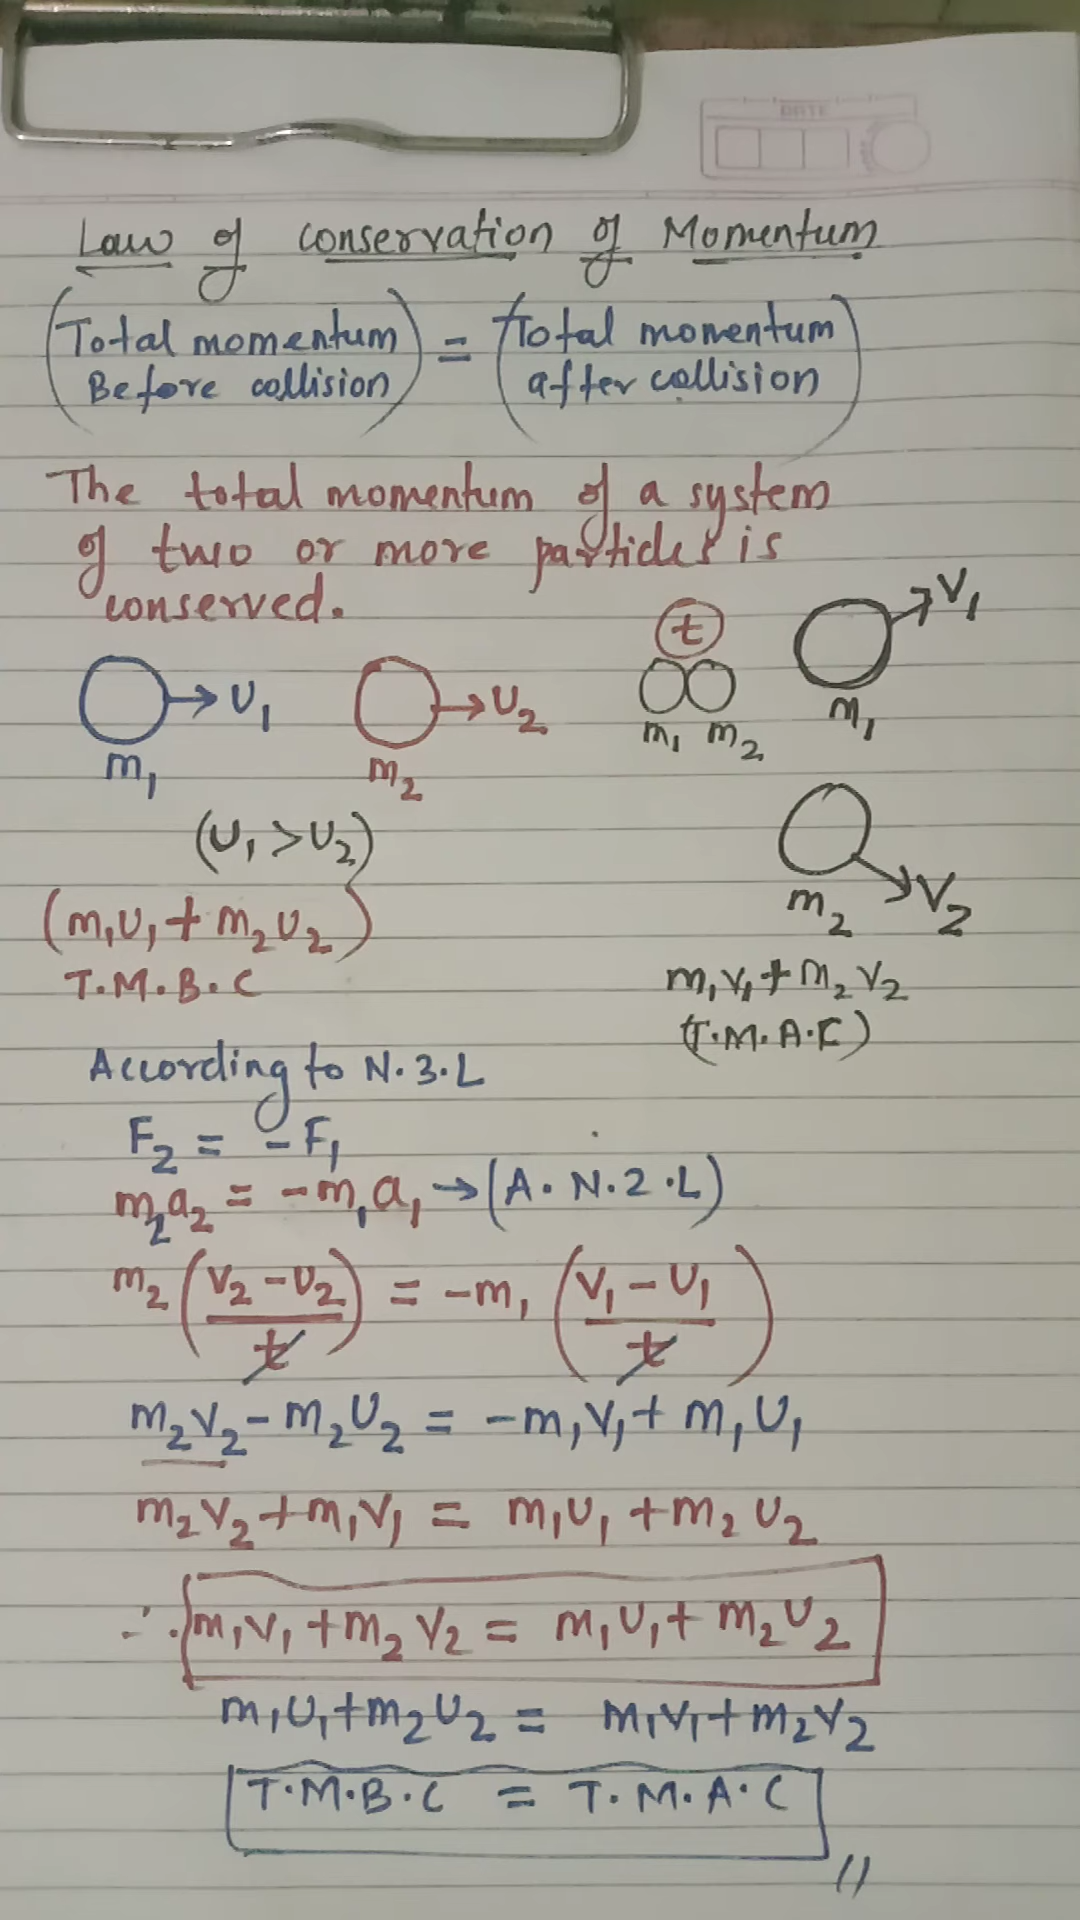 DATE
Law of conservation of Momentum
(Total momentum Before collision) = (Total momentum after collision)
The total momentum of a system
of two or more particles is
conserved.
m₁ → U₁
m₂ → U₂
t
m₁ m₂
m₁ → V₁
(U₁ > U₂)
m₂ → V₂
(m₁U₁ + m₂U₂)
T.M.B.C
m₁V₁ + m₂V₂
(T.M.A.C)
According to N.3.L
F₂ = -F₁
m₂a₂ = -m₁a₁ → (A.N.2.L)
m₂ (V₂-U₂/t) = -m₁ (V₁-U₁/t)
m₂V₂ - m₂U₂ = -m₁V₁ + m₁U₁
m₂V₂ + m₁V₁ = m₁U₁ + m₂U₂
∴ m₁V₁ + m₂V₂ = m₁U₁ + m₂U₂
m₁U₁ + m₂U₂ = m₁V₁ + m₂V₂
T.M.B.C = T.M.A.C